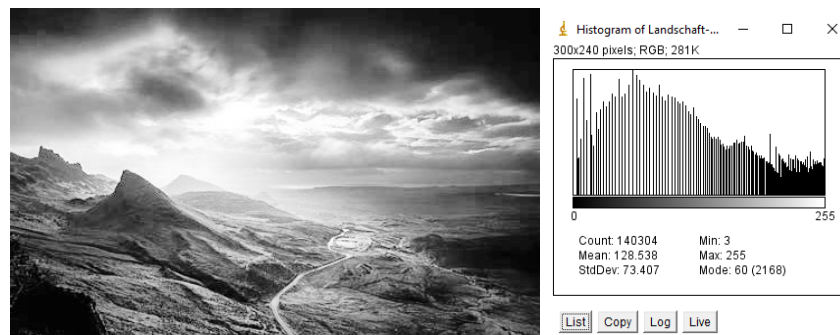 Histogram of Landschaft-...
300x240 pixels; RGB; 281K
0 255
Count: 140304 Min: 3
Mean: 128.538 Max: 255
StdDev: 73.407 Mode: 60 (2168)
List Copy Log Live